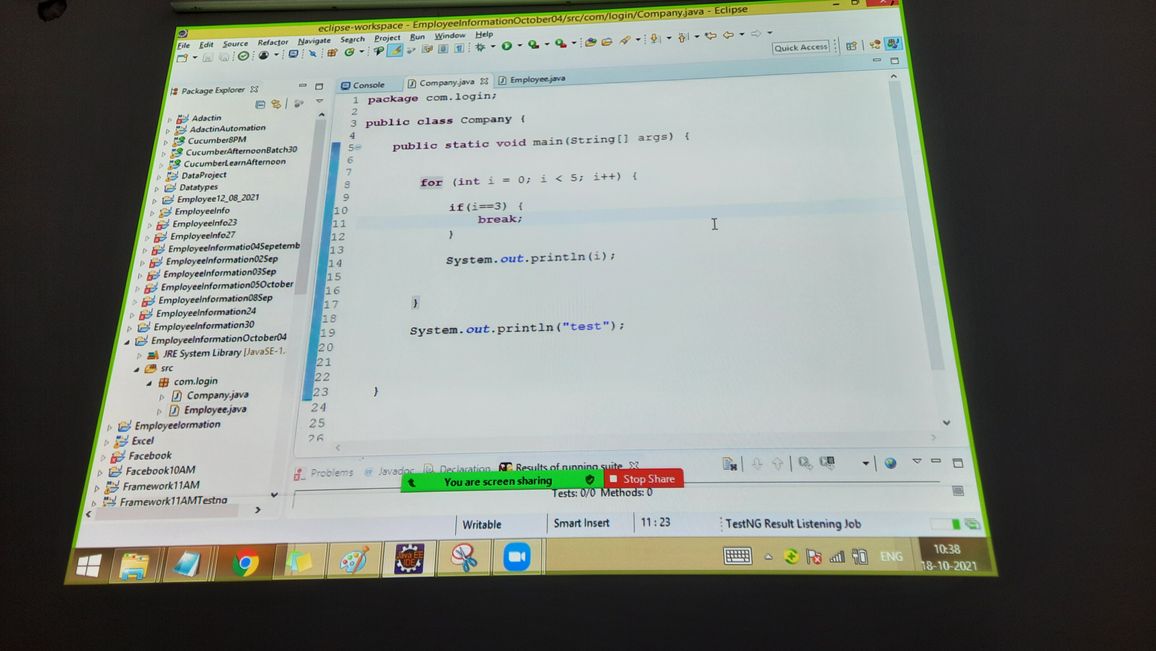 eclipse-workspace - EmployeeInformationOctober04/src/com/login/Company.java - Eclipse
File Edit Source Refactor Navigate Search Project Run Window Help
Quick Access
Package Explorer
Adactin
AdactinAutomation
Cucumber8PM
CucumberAfternoonBatch30
CucumberLearnAfternoon
DataProject
Datatypes
Employee12_08_2021
EmployeeInfo
EmployeeInfo23
EmployeeInfo27
EmployeeInformatio04Septemb
EmployeeInformation02Sep
EmployeeInformation03Sep
EmployeeInformation05October
EmployeeInformation08Sep
EmployeeInformation24
EmployeeInformation30
EmployeeInformationOctober04
JRE System Library [JavaSE-1.
src
com.login
Company.java
Employee.java
EmployeeIormation
Excel
Facebook
Facebook10AM
Framework11AM
Framework11AMTestng
Console Company.java Employee.java
1 package com.login;
2
3 public class Company {
4
5 public static void main(String[] args) {
6
7
8 for (int i = 0; i < 5; i++) {
9
10 if(i==3) {
11 break;
12 }
13
14 System.out.println(i);
15
16
17 }
18
19 System.out.println("test");
20
21
22
23 }
24
25
26
Problems Javadoc Declaration Results of running suite
You are screen sharing Stop Share
Tests: 0/0 Methods: 0
Writable Smart Insert 11 : 23 TestNG Result Listening Job
Java EE
IDE
ENG
10:38
18-10-2021